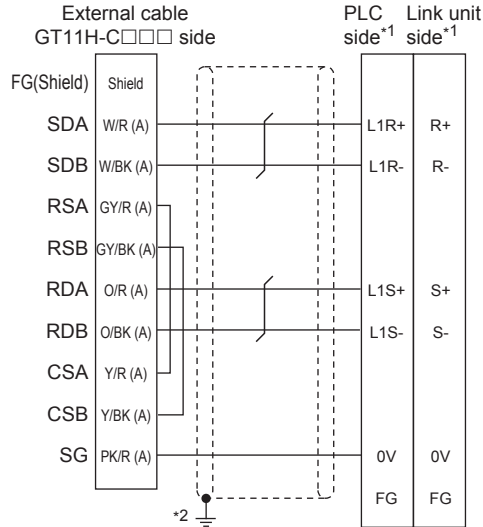 External cable
GT11H-C□□□ side
PLC
side*1
Link unit
side*1
FG(Shield) Shield
SDA W/R (A) L1R+ R+
SDB W/BK (A) L1R- R-
RSA GY/R (A)
RSB GY/BK (A)
RDA O/R (A) L1S+ S+
RDB O/BK (A) L1S- S-
CSA Y/R (A)
CSB Y/BK (A)
SG PK/R (A) 0V 0V
FG FG
*2